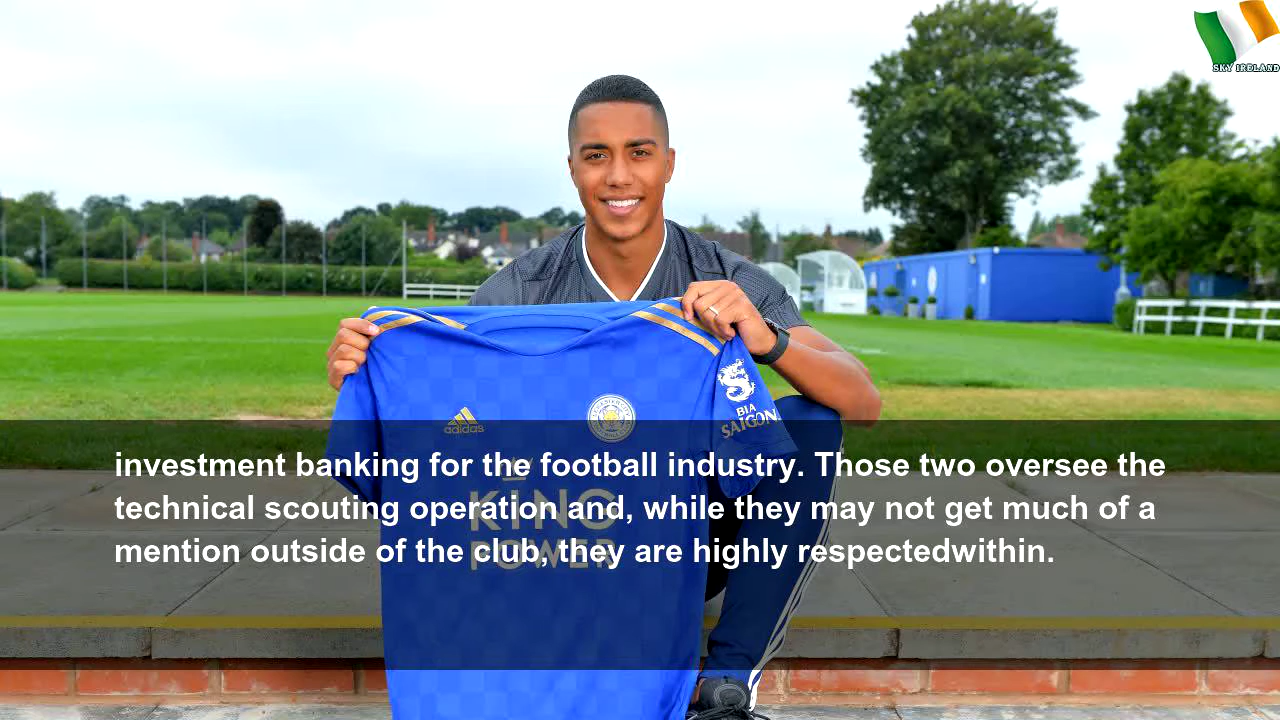 SKY IRELAND
BIA
SAIGON
adidas
investment banking for the football industry. Those two oversee the
technical scouting operation and, while they may not get much of a
mention outside of the club, they are highly respectedwithin.
KING
POWER